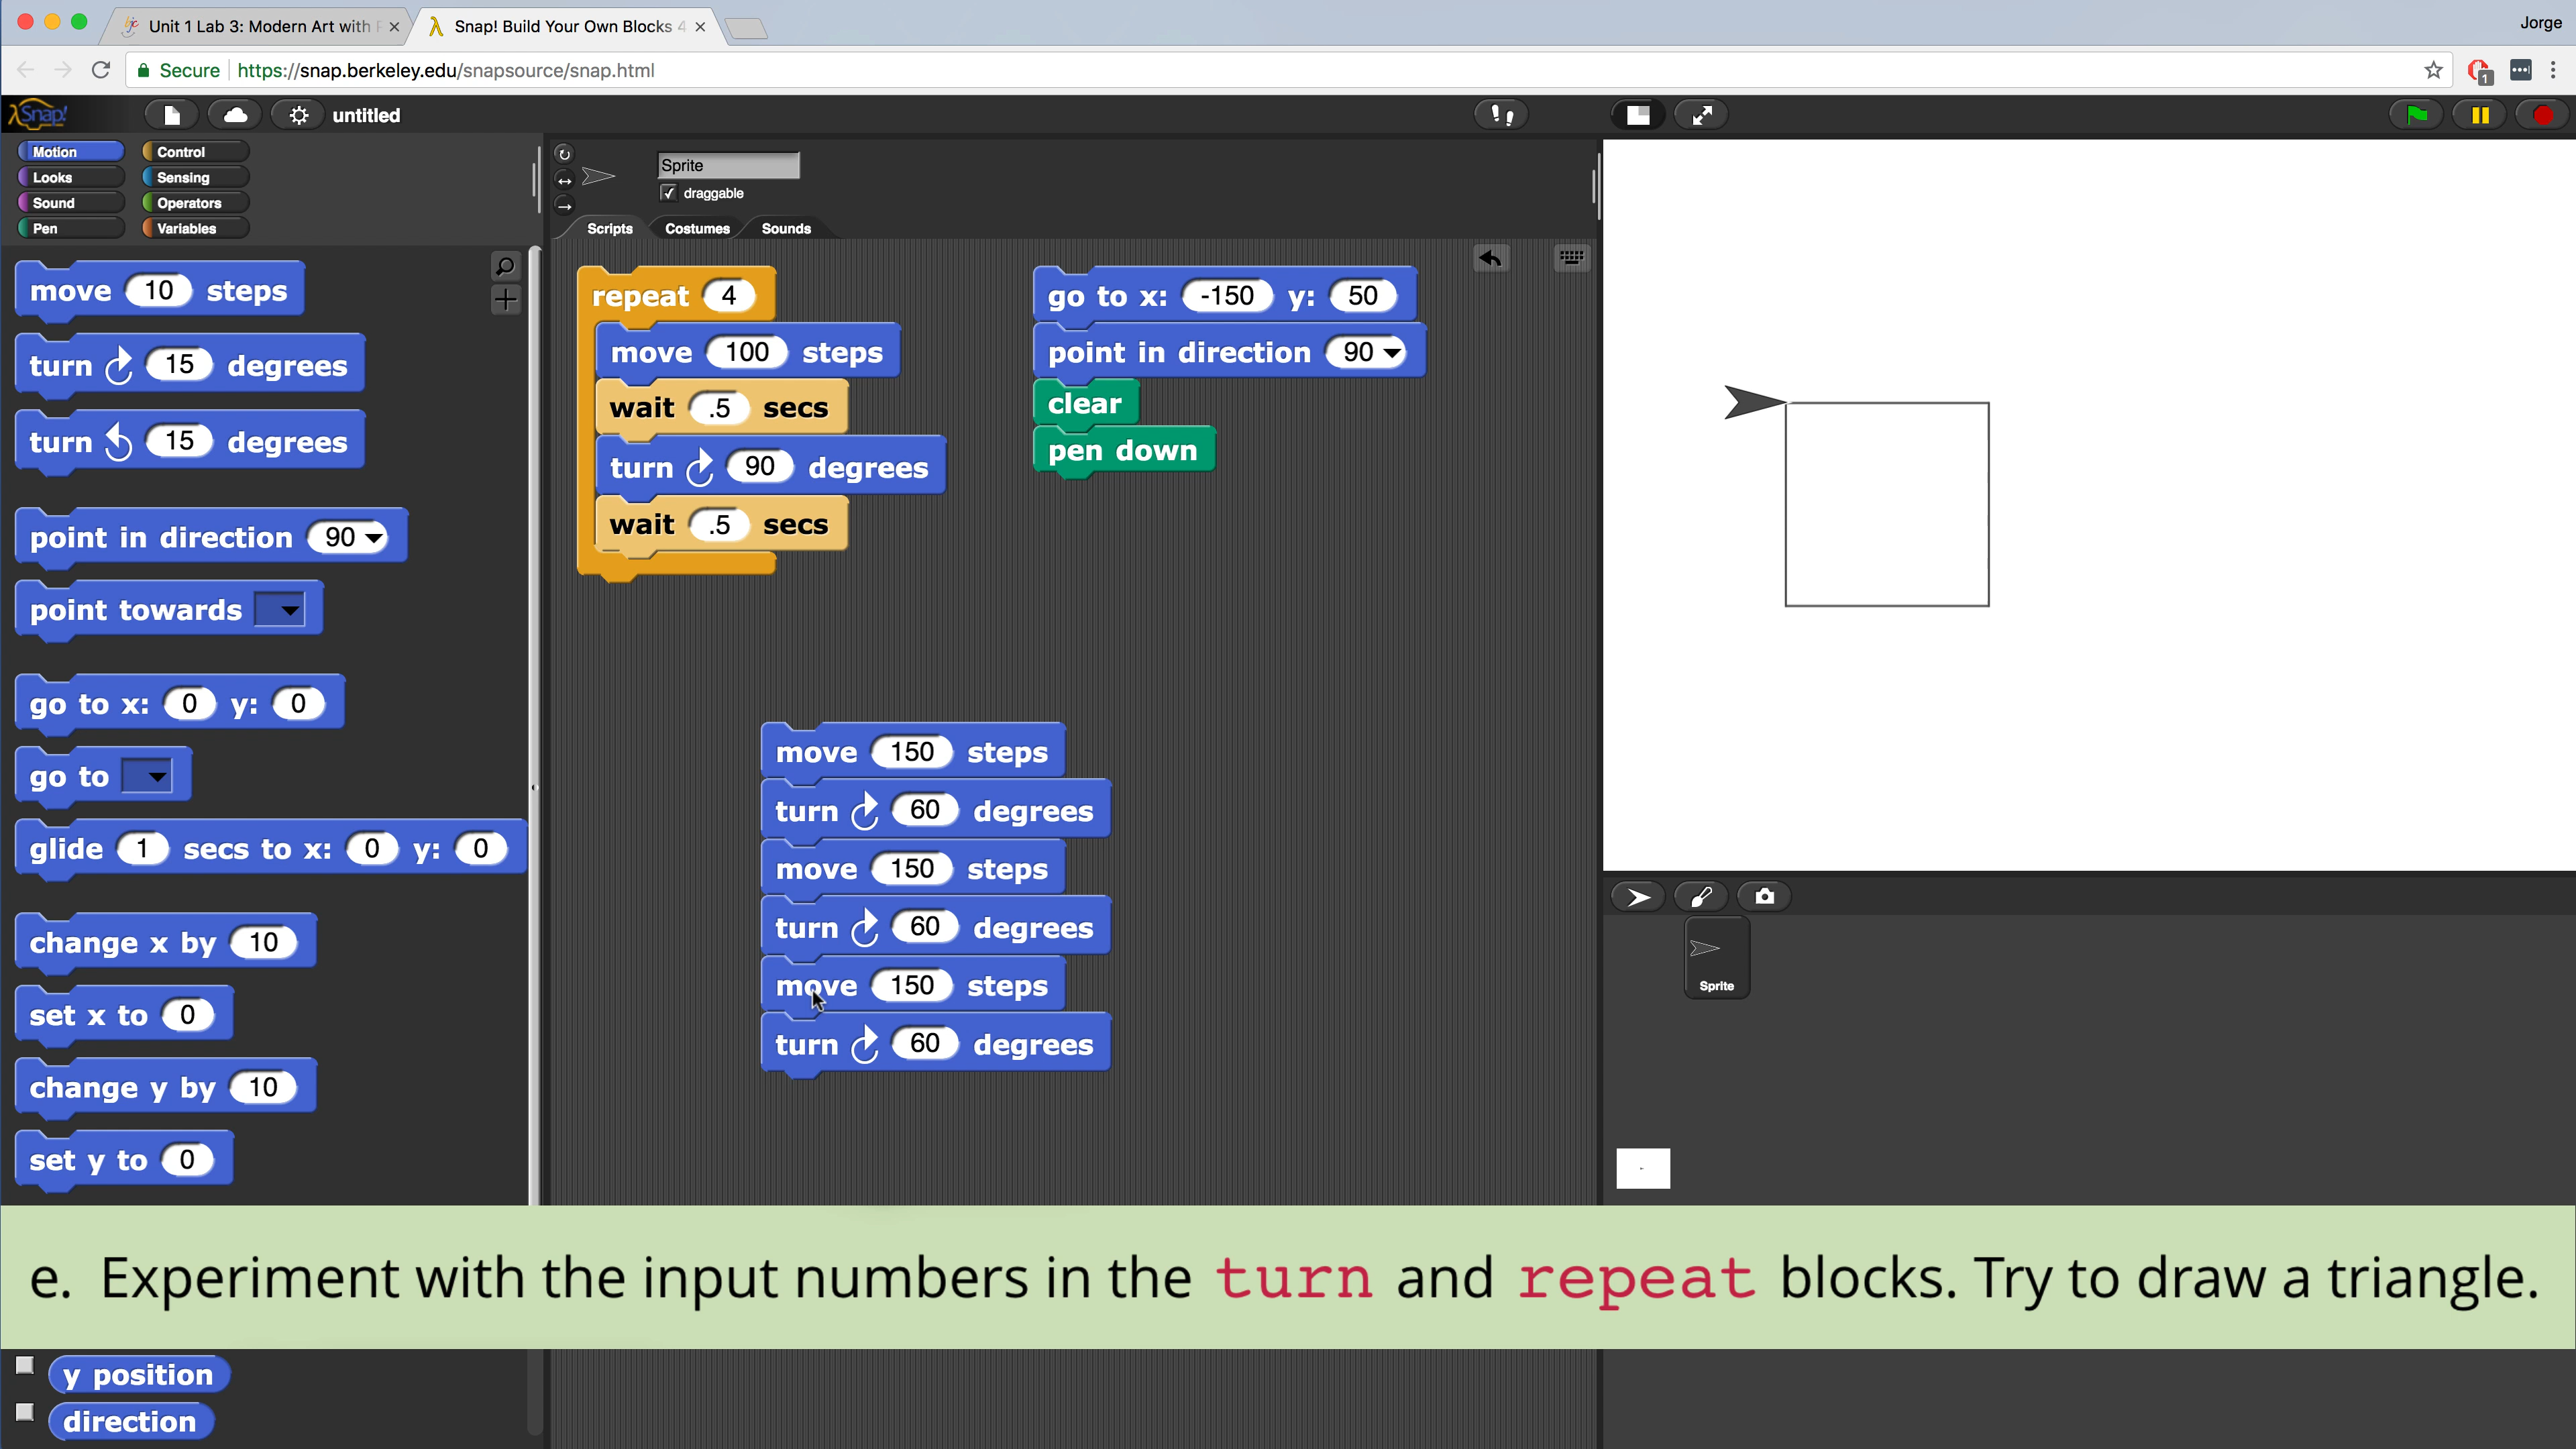 Unit 1 Lab 3: Modern Art with
Snap! Build Your Own Blocks 4
Jorge
Secure https://snap.berkeley.edu/snapsource/snap.html
1
Snap!
untitled
Motion
Control
Looks
Sensing
Sound
Operators
Pen
Variables
Sprite
draggable
Scripts
Costumes
Sounds
move 10 steps
turn 15 degrees
turn 15 degrees
point in direction 90
point towards
go to x: 0 y: 0
go to
glide 1 secs to x: 0 y: 0
change x by 10
set x to 0
change y by 10
set y to 0
repeat 4
move 100 steps
wait .5 secs
turn 90 degrees
wait .5 secs
go to x: -150 y: 50
point in direction 90
clear
pen down
move 150 steps
turn 60 degrees
move 150 steps
turn 60 degrees
move 150 steps
turn 60 degrees
Sprite
e. Experiment with the input numbers in the turn and repeat blocks. Try to draw a triangle.
y position
direction